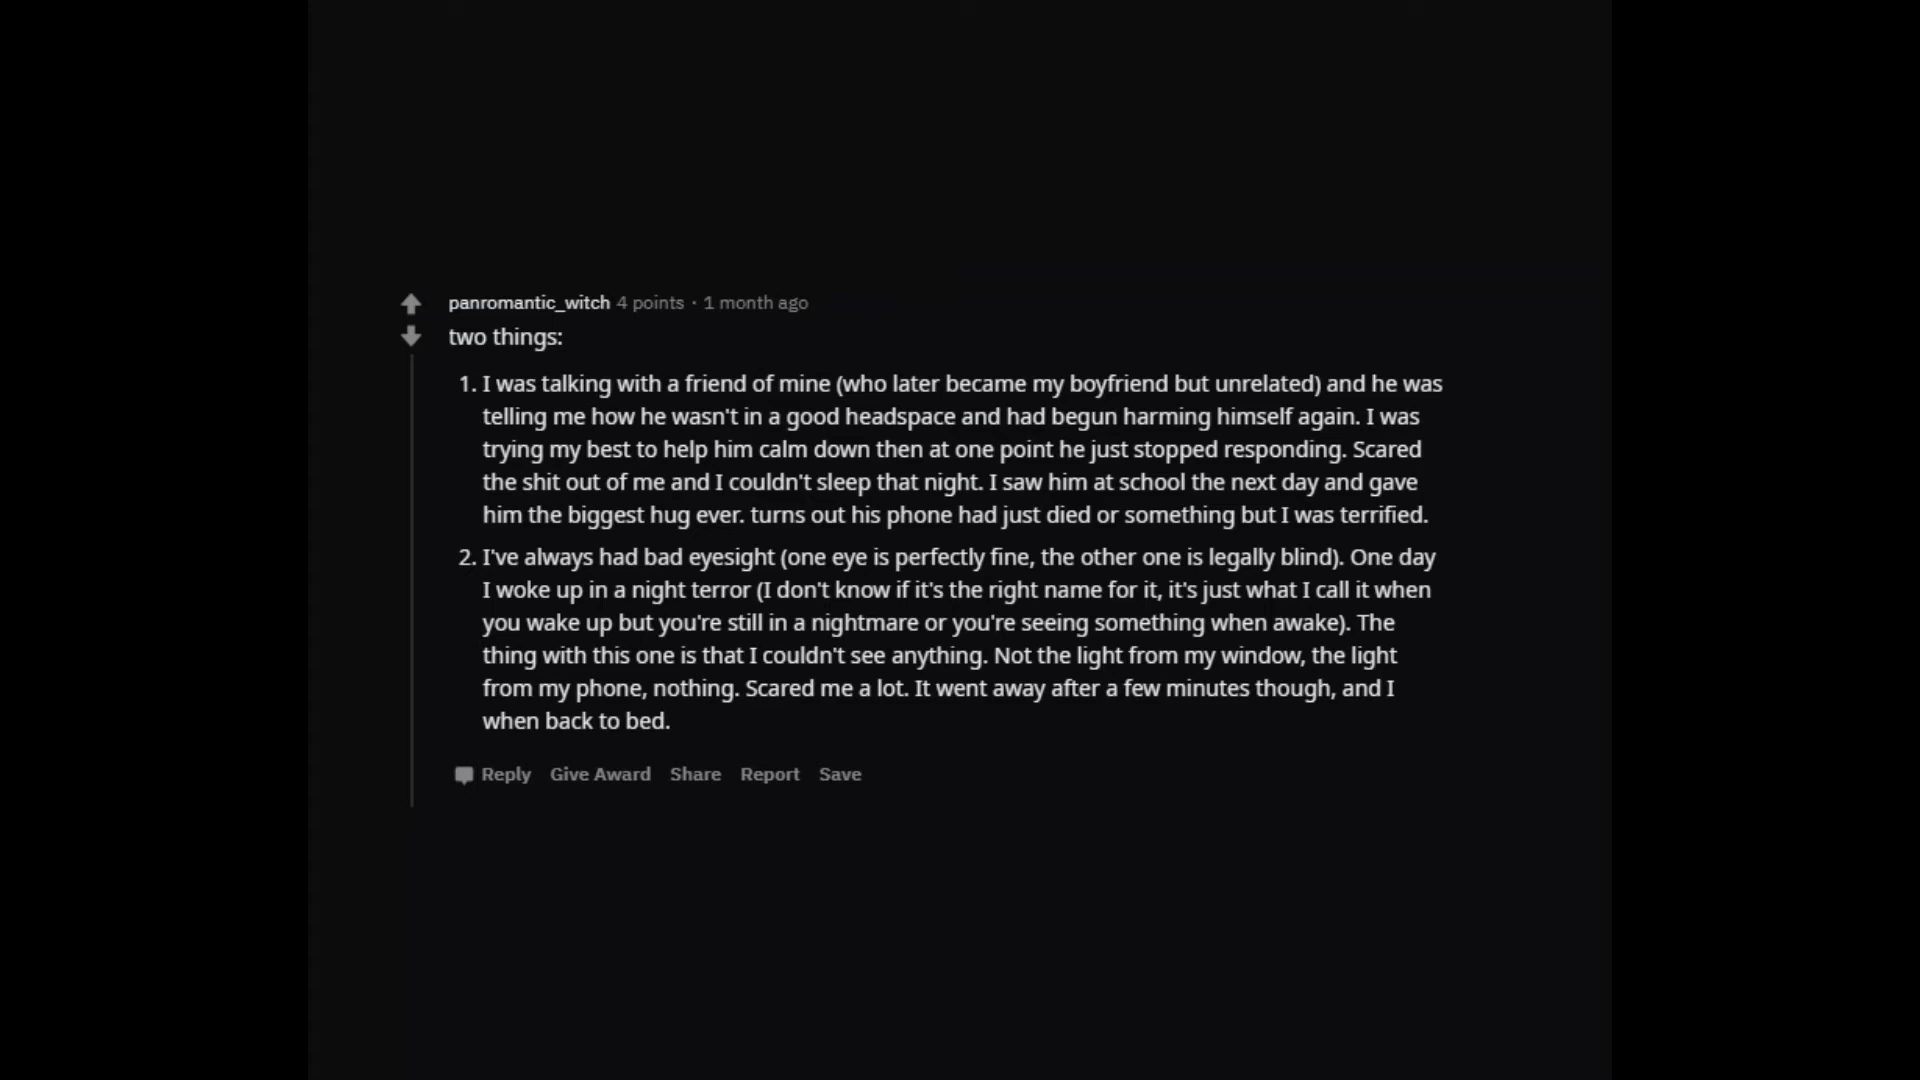 panromantic_witch 4 points · 1 month ago
two things:
1. I was talking with a friend of mine (who later became my boyfriend but unrelated) and he was
telling me how he wasn't in a good headspace and had begun harming himself again. I was
trying my best to help him calm down then at one point he just stopped responding. Scared
the shit out of me and I couldn't sleep that night. I saw him at school the next day and gave
him the biggest hug ever. turns out his phone had just died or something but I was terrified.
2. I've always had bad eyesight (one eye is perfectly fine, the other one is legally blind). One day
I woke up in a night terror (I don't know if it's the right name for it, it's just what I call it when
you wake up but you're still in a nightmare or you're seeing something when awake). The
thing with this one is that I couldn't see anything. Not the light from my window, the light
from my phone, nothing. Scared me a lot. It went away after a few minutes though, and I
when back to bed.
Reply Give Award Share Report Save